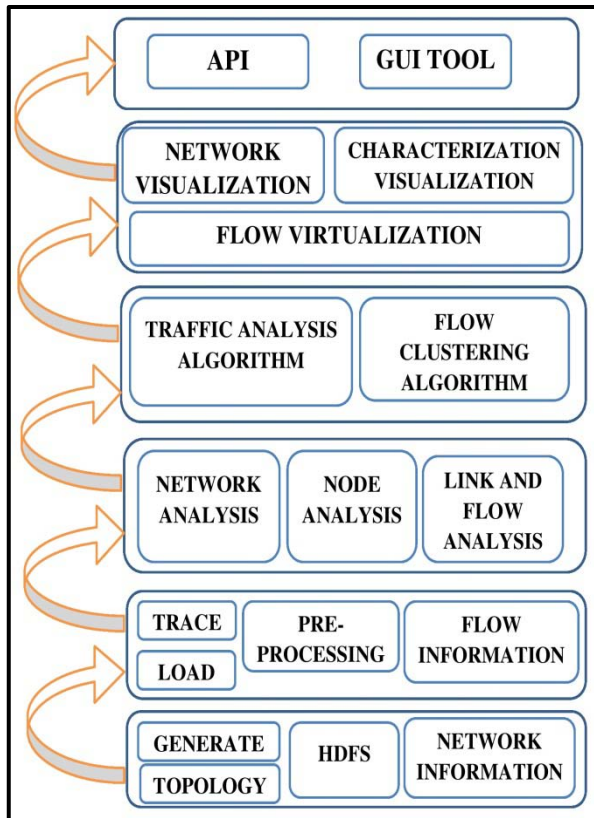 API
GUI TOOL
NETWORK
VISUALIZATION
CHARACTERIZATION
VISUALIZATION
FLOW VIRTUALIZATION
TRAFFIC ANALYSIS
ALGORITHM
FLOW
CLUSTERING
ALGORITHM
NETWORK
ANALYSIS
NODE
ANALYSIS
LINK AND
FLOW
ANALYSIS
TRACE
LOAD
PRE-
PROCESSING
FLOW
INFORMATION
GENERATE
TOPOLOGY
HDFS
NETWORK
INFORMATION